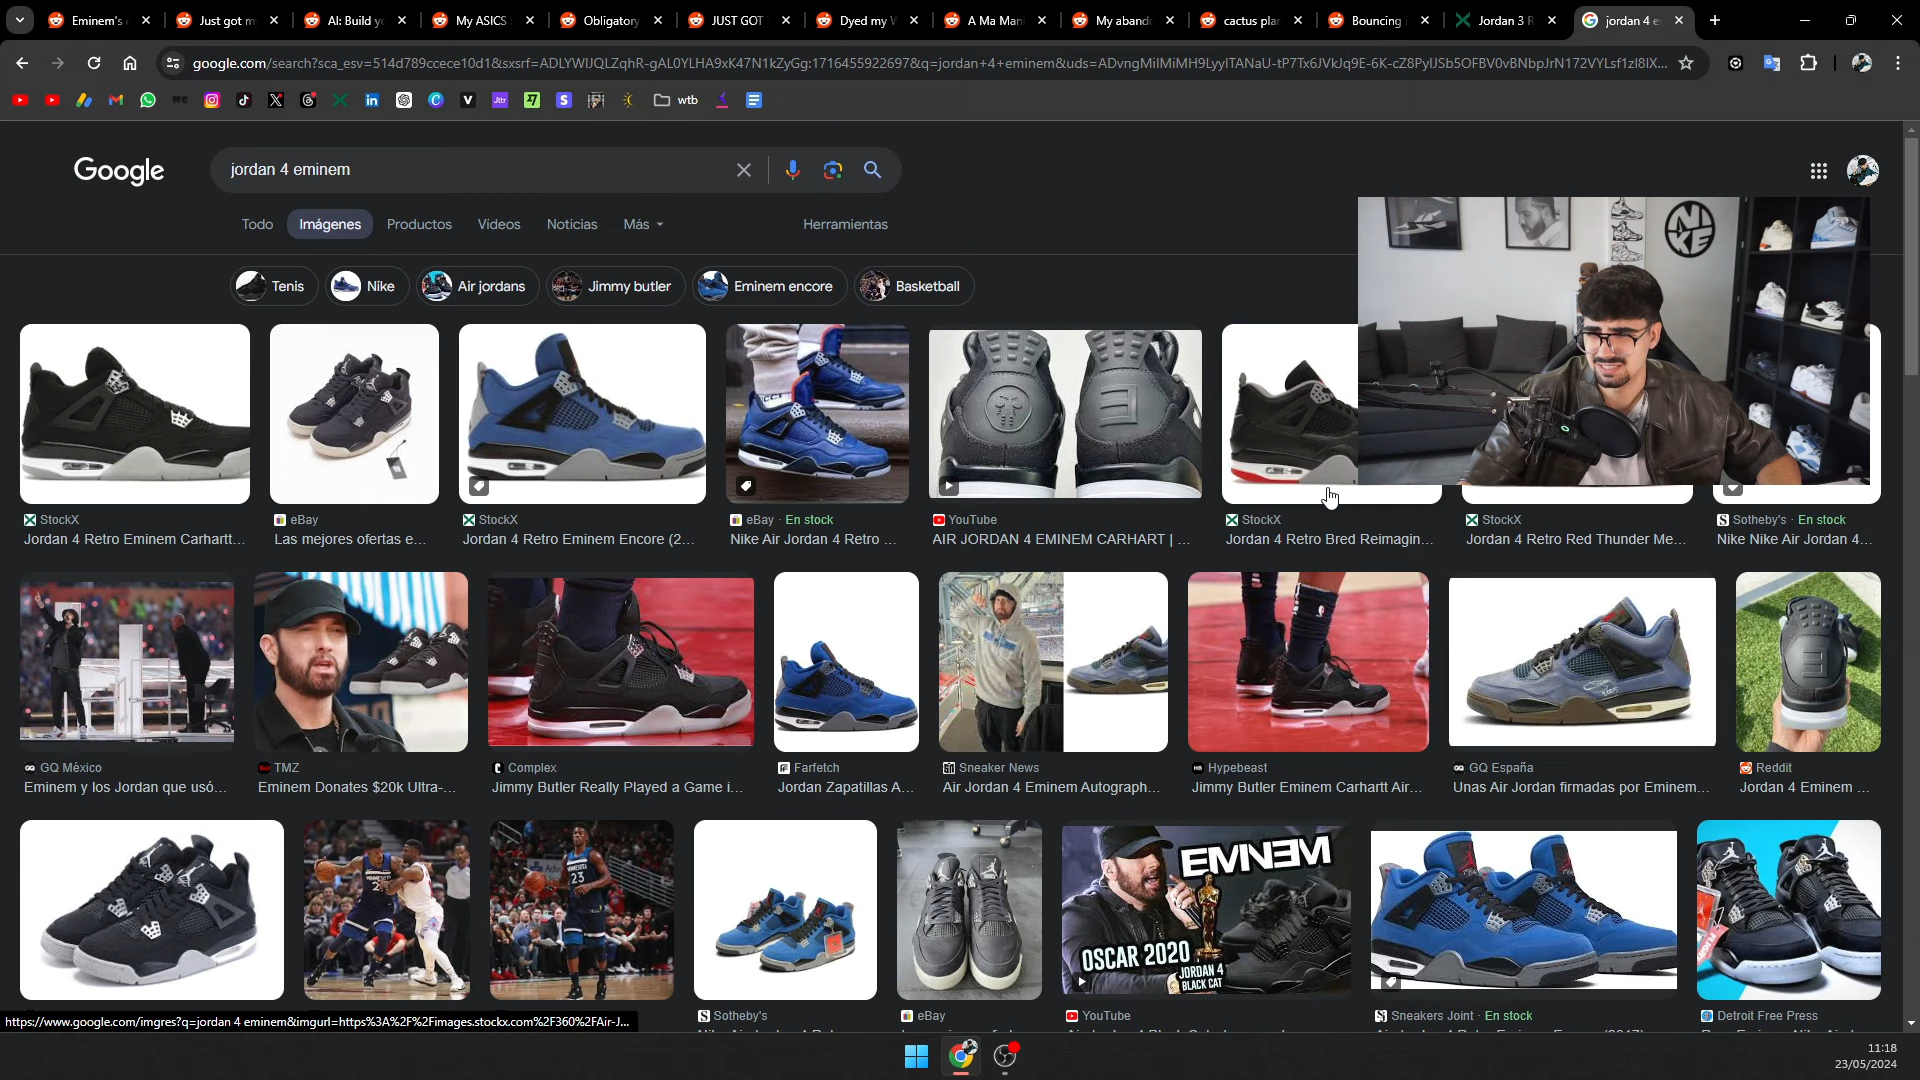 Eminem's
Just got m
AI: Build y
My ASICS
Obligatory
JUST GOT
Dyed my
A Ma Man
My aband
cactus plan
Bouncing
Jordan 3 R
jordan 4 e
google.com/search?sca_esv=514d789ccece10d1&sxsrf=ADLYWIJQLZqhR-gAL0YLHA9xK47N1kZyGg:1716455922697&q=jordan+4+eminem&uds=ADvngMilMiMH9LyylTANaU-tP7Tx6JVkJq9E-6K-cZ8PyIJSb5OFBV0vBNbpJrN172VYLsf1zI8IX...
wtb
Google
jordan 4 eminem
Todo
Imágenes
Productos
Vídeos
Noticias
Más
Herramientas
Tenis
Nike
Air jordans
Jimmy butler
Eminem encore
Basketball
NIKE
StockX
Jordan 4 Retro Eminem Carhartt...
eBay
Las mejores ofertas e...
StockX
Jordan 4 Retro Eminem Encore (2...
eBay · En stock
Nike Air Jordan 4 Retro ...
YouTube
AIR JORDAN 4 EMINEM CARHART | ...
StockX
Jordan 4 Retro Bred Reimagin...
StockX
Jordan 4 Retro Red Thunder Me...
Sotheby's · En stock
Nike Nike Air Jordan 4...
GQ México
Eminem y los Jordan que usó...
TMZ
Eminem Donates $20k Ultra-...
Complex
Jimmy Butler Really Played a Game i...
Farfetch
Jordan Zapatillas A...
Sneaker News
Air Jordan 4 Eminem Autograph...
Hypebeast
Jimmy Butler Eminem Carhartt Air...
GQ España
Unas Air Jordan firmadas por Eminem...
Reddit
Jordan 4 Eminem ...
MINNESOTA
23
EMINEM
OSCAR 2020
JORDAN 4
BLACK CAT
Sotheby's
eBay
YouTube
Sneakers Joint · En stock
Detroit Free Press
https://www.google.com/imgres?q=jordan 4 eminem&imgurl=https%3A%2F%2Fimages.stockx.com%2F360%2FAir-J...
11:18
23/05/2024